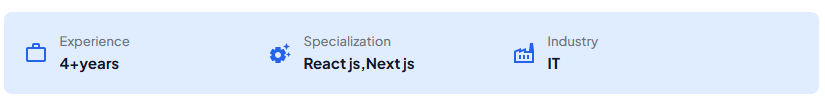 Experience
4+years
Specialization
React js,Next js
Industry
IT